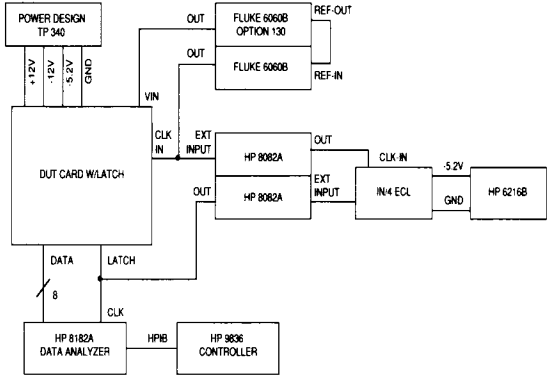 POWER DESIGN
TP 340
+12V
-12V
-5.2V
GND
OUT
FLUKE 6060B
OPTION 130
REF-OUT
OUT
FLUKE 6060B
REF-IN
VIN
DUT CARD W/LATCH
CLK
IN
EXT
INPUT
HP 8082A
OUT
CLK-IN
OUT
HP 8082A
EXT
INPUT
IN/4 ECL
-5.2V
GND
HP 6216B
DATA
LATCH
8
CLK
HP 8182A
DATA ANALYZER
HPIB
HP 9836
CONTROLLER